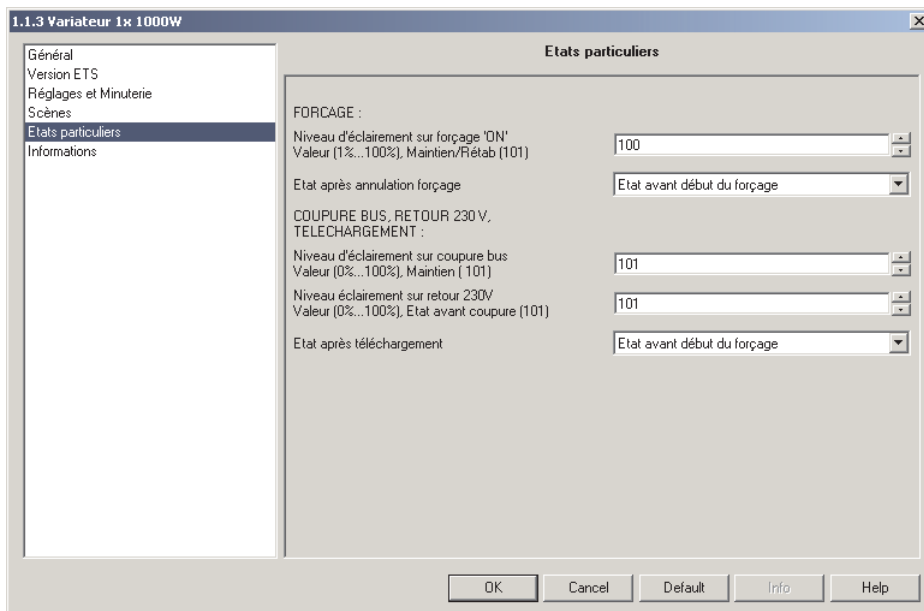 1.1.3 Variateur 1x 1000W
Général
Version ETS
Réglages et Minuterie
Scènes
Etats particuliers
Informations
Etats particuliers
FORCAGE :
Niveau d'éclairement sur forçage 'ON'
Valeur (1%...100%), Maintien/Rétab (101)
100
Etat après annulation forçage
Etat avant début du forçage
COUPURE BUS, RETOUR 230 V,
TELECHARGEMENT :
Niveau d'éclairement sur coupure bus
Valeur (0%...100%), Maintien ( 101)
101
Niveau éclairement sur retour 230V
Valeur (0%...100%), Etat avant coupure (101)
101
Etat après téléchargement
Etat avant début du forçage
OK
Cancel
Default
Info
Help